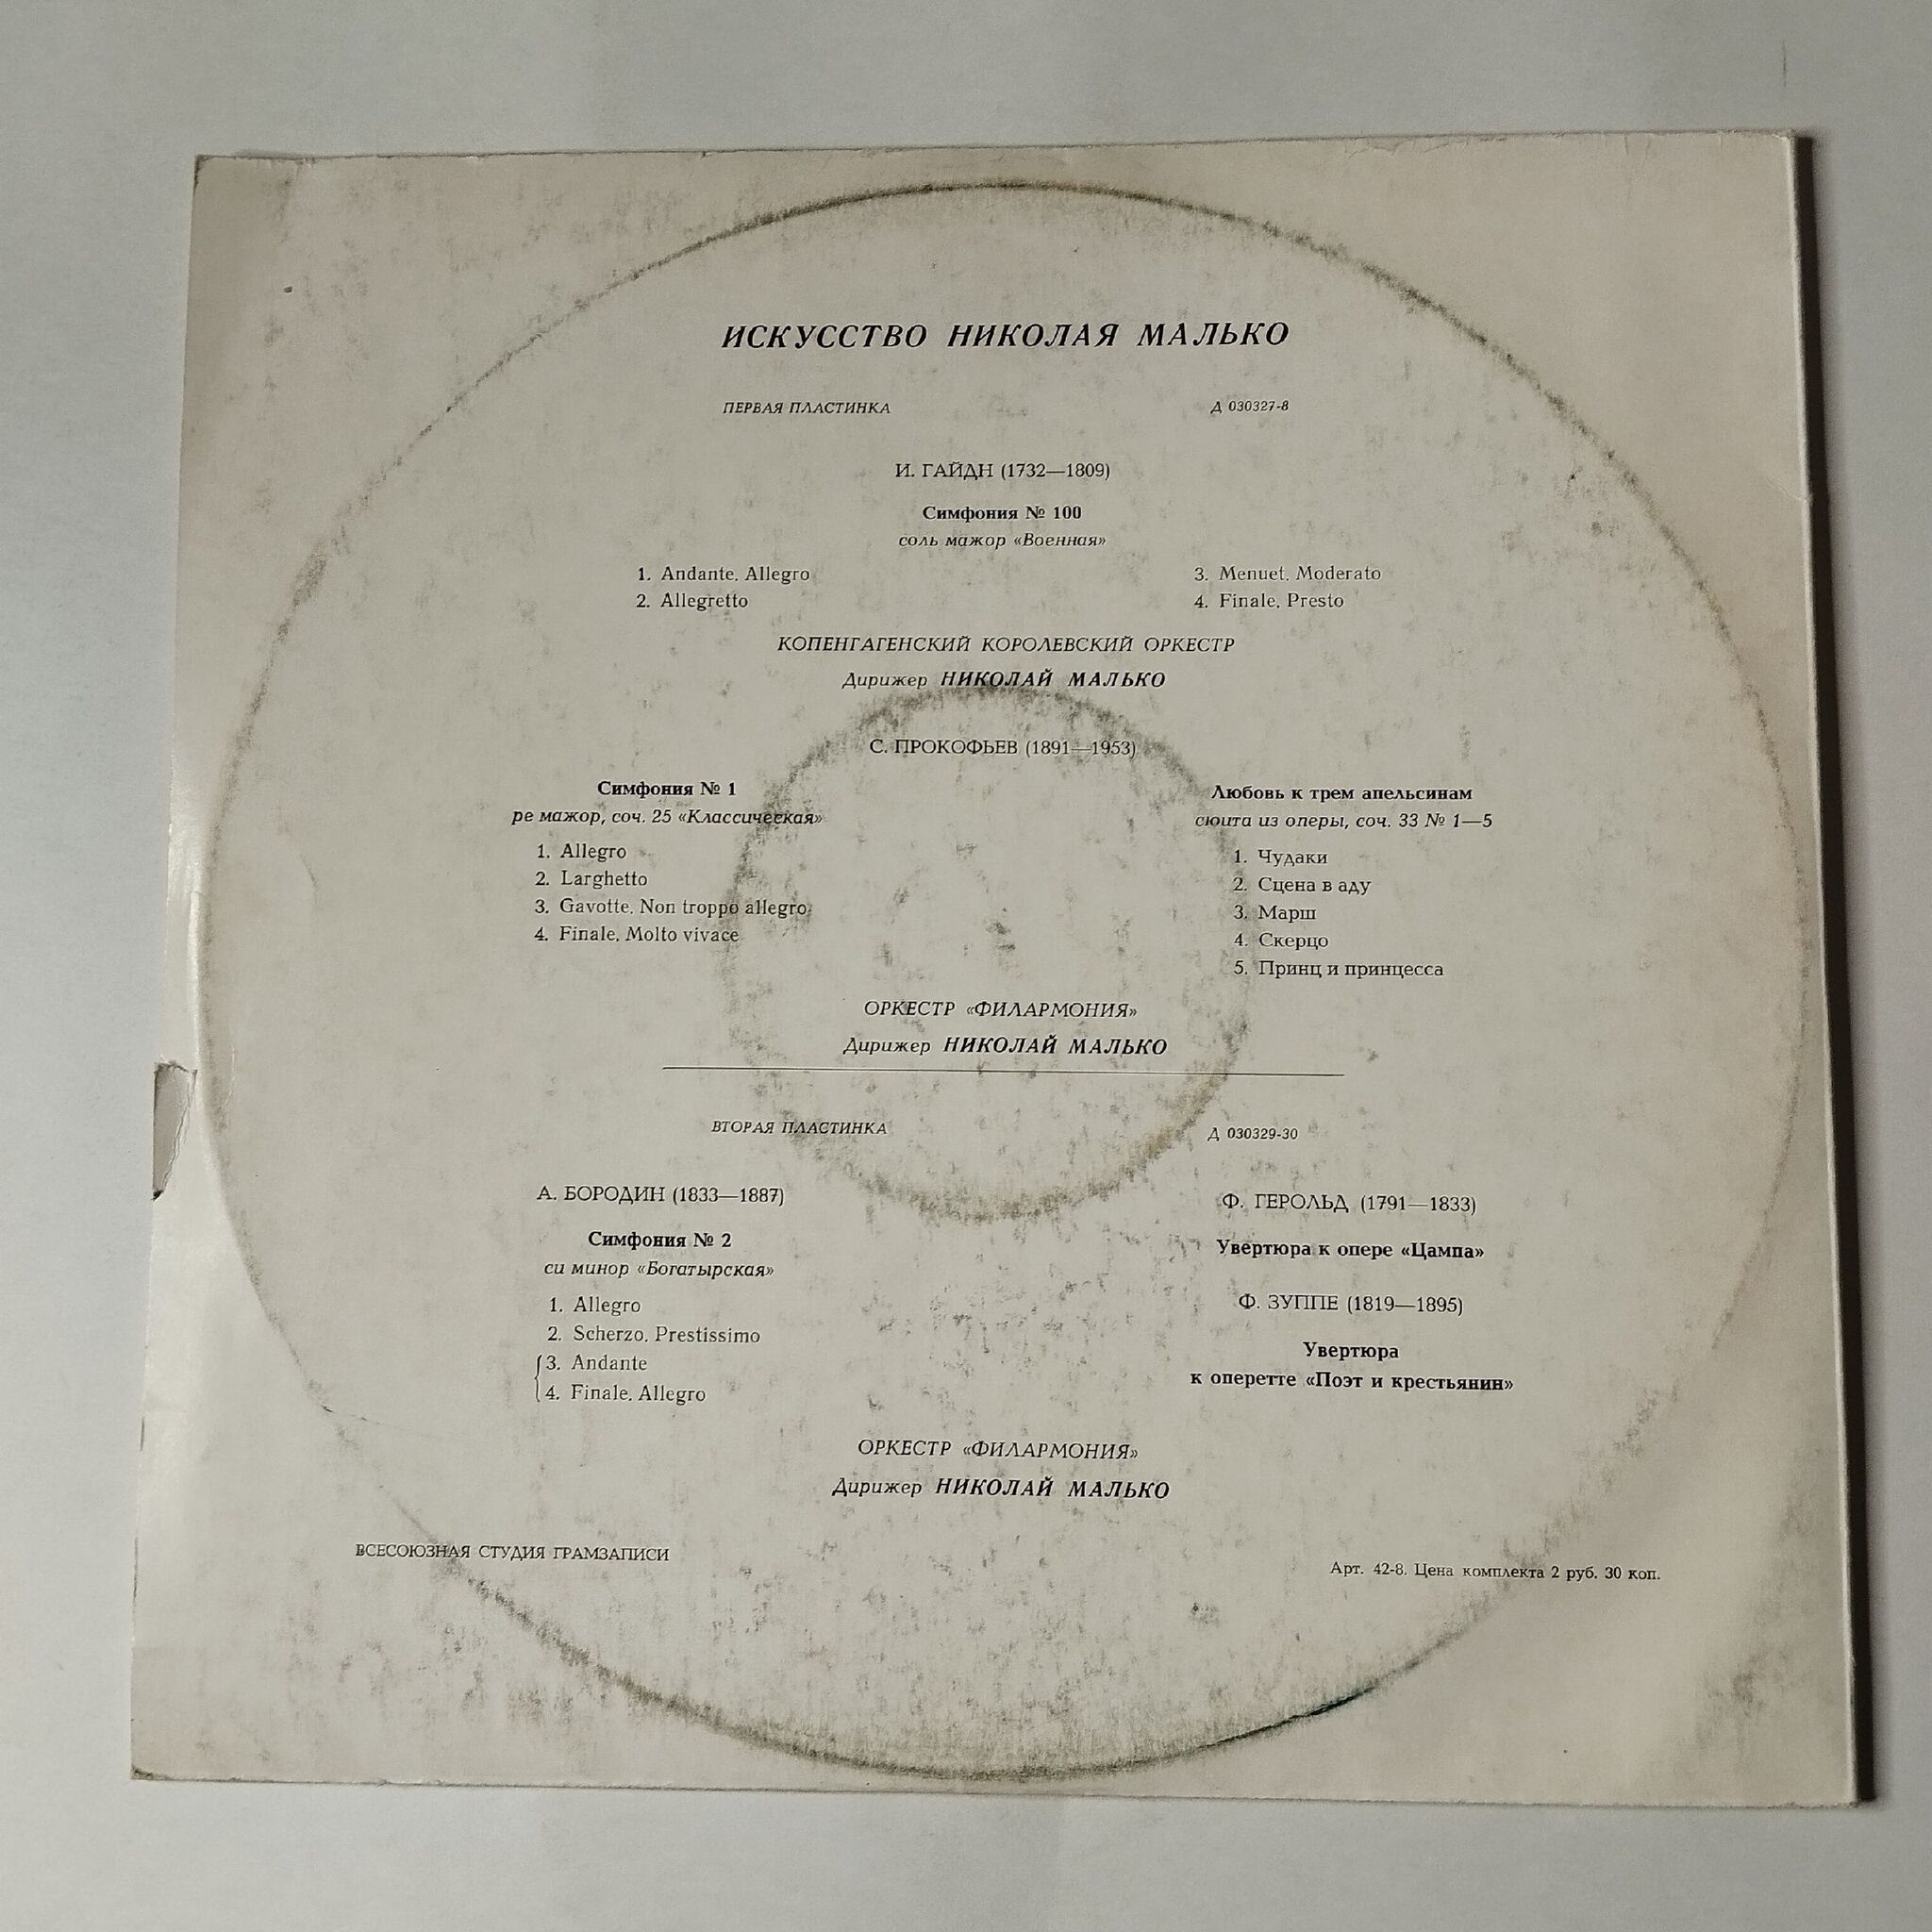 ИСКУССТВО НИКОЛАЯ МАЛЬКО
ПЕРВАЯ ПЛАСТИНКА
Д 030327-8
И. ГАЙДН (1732—1809)
Симфония № 100
соль мажор «Военная»
1. Andante, Allegro
2. Allegretto
3. Menuet. Moderato
4. Finale, Presto
КОПЕНГАГЕНСКИЙ КОРОЛЕВСКИЙ ОРКЕСТР
Дирижер НИКОЛАЙ МАЛЬКО
С. ПРОКОФЬЕВ (1891—1953)
Симфония № 1
ре мажор, соч. 25 «Классическая»
1. Allegro
2. Larghetto
3. Gavotte. Non troppo allegro
4. Finale, Molto vivace
Любовь к трем апельсинам
сюита из оперы, соч. 33 № 1—5
1. Чудаки
2. Сцена в аду
3. Марш
4. Скерцо
5. Принц и принцесса
ОРКЕСТР «ФИЛАРМОНИЯ»
Дирижер НИКОЛАЙ МАЛЬКО
ВТОРАЯ ПЛАСТИНКА
Д 030329-30
А. БОРОДИН (1833—1887)
Симфония № 2
си минор «Богатырская»
1. Allegro
2. Scherzo. Prestissimo
3. Andante
4. Finale, Allegro
Ф. ГЕРОЛЬД (1791—1833)
Увертюра к опере «Цампа»
Ф. ЗУППЕ (1819—1895)
Увертюра
к оперетте «Поэт и крестьянин»
ОРКЕСТР «ФИЛАРМОНИЯ»
Дирижер НИКОЛАЙ МАЛЬКО
ВСЕСОЮЗНАЯ СТУДИЯ ГРАМЗАПИСИ
Арт. 42-8. Цена комплекта 2 руб. 30 коп.